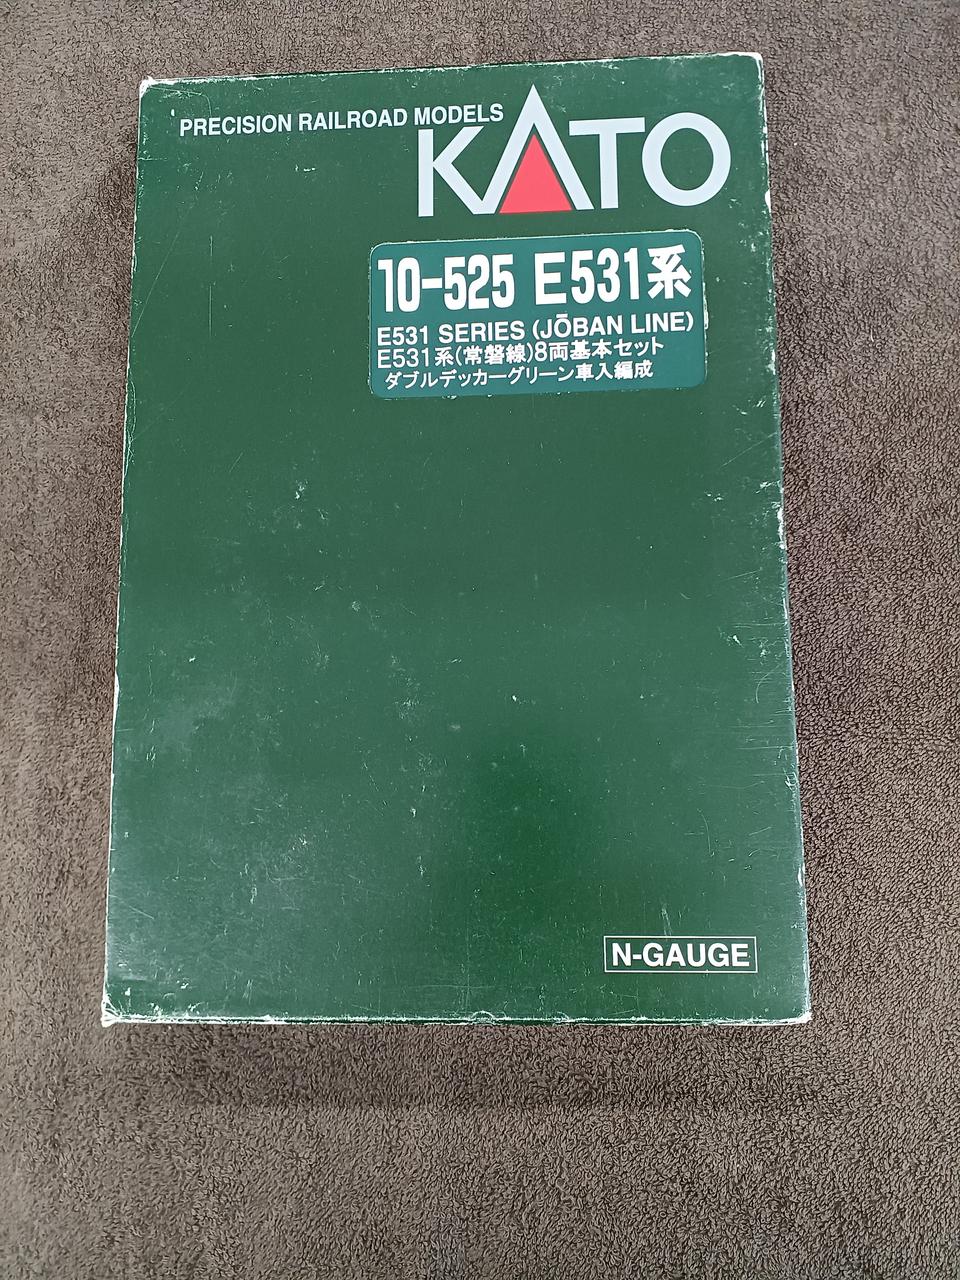 PRECISION RAILROAD MODELS
KATO
10-525 E531系
E531 SERIES (JŌBAN LINE)
E531系(常磐線)8両基本セット
ダブルデッカーグリーン車入編成
N-GAUGE